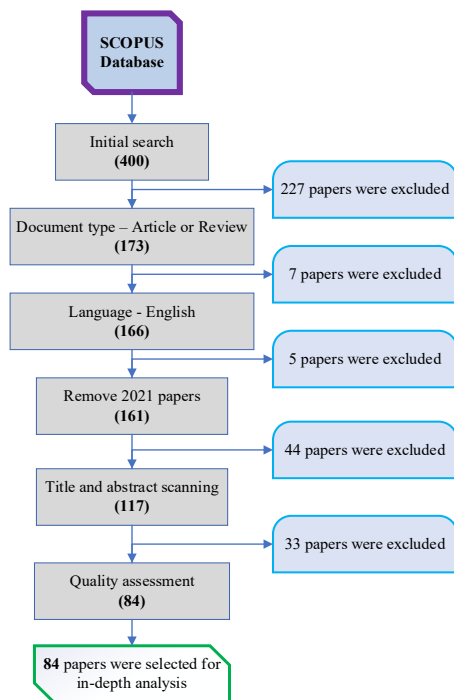 SCOPUS
Database
Initial search
(400)
227 papers were excluded
Document type – Article or Review
(173)
7 papers were excluded
Language - English
(166)
5 papers were excluded
Remove 2021 papers
(161)
44 papers were excluded
Title and abstract scanning
(117)
33 papers were excluded
Quality assessment
(84)
84 papers were selected for
in-depth analysis